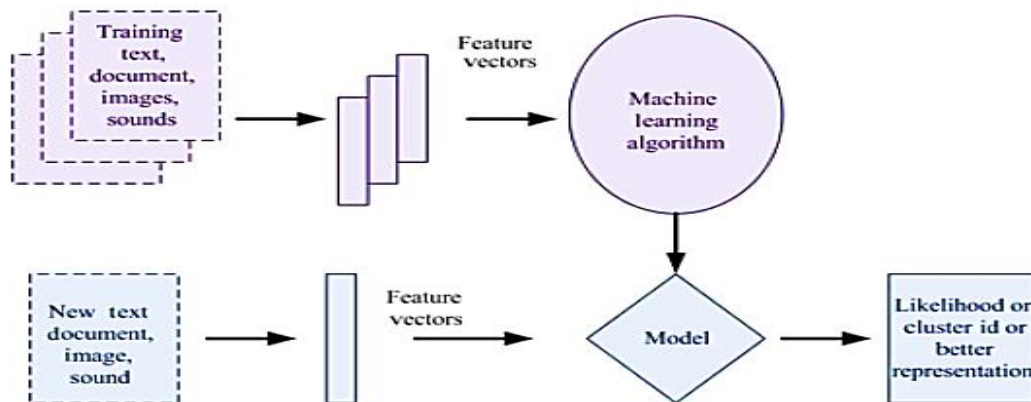 Training
text,
document,
images,
sounds
Feature
vectors
Machine
learning
algorithm
New text
document,
image,
sound
Feature
vectors
Model
Likelihood or
cluster id or
better
representation